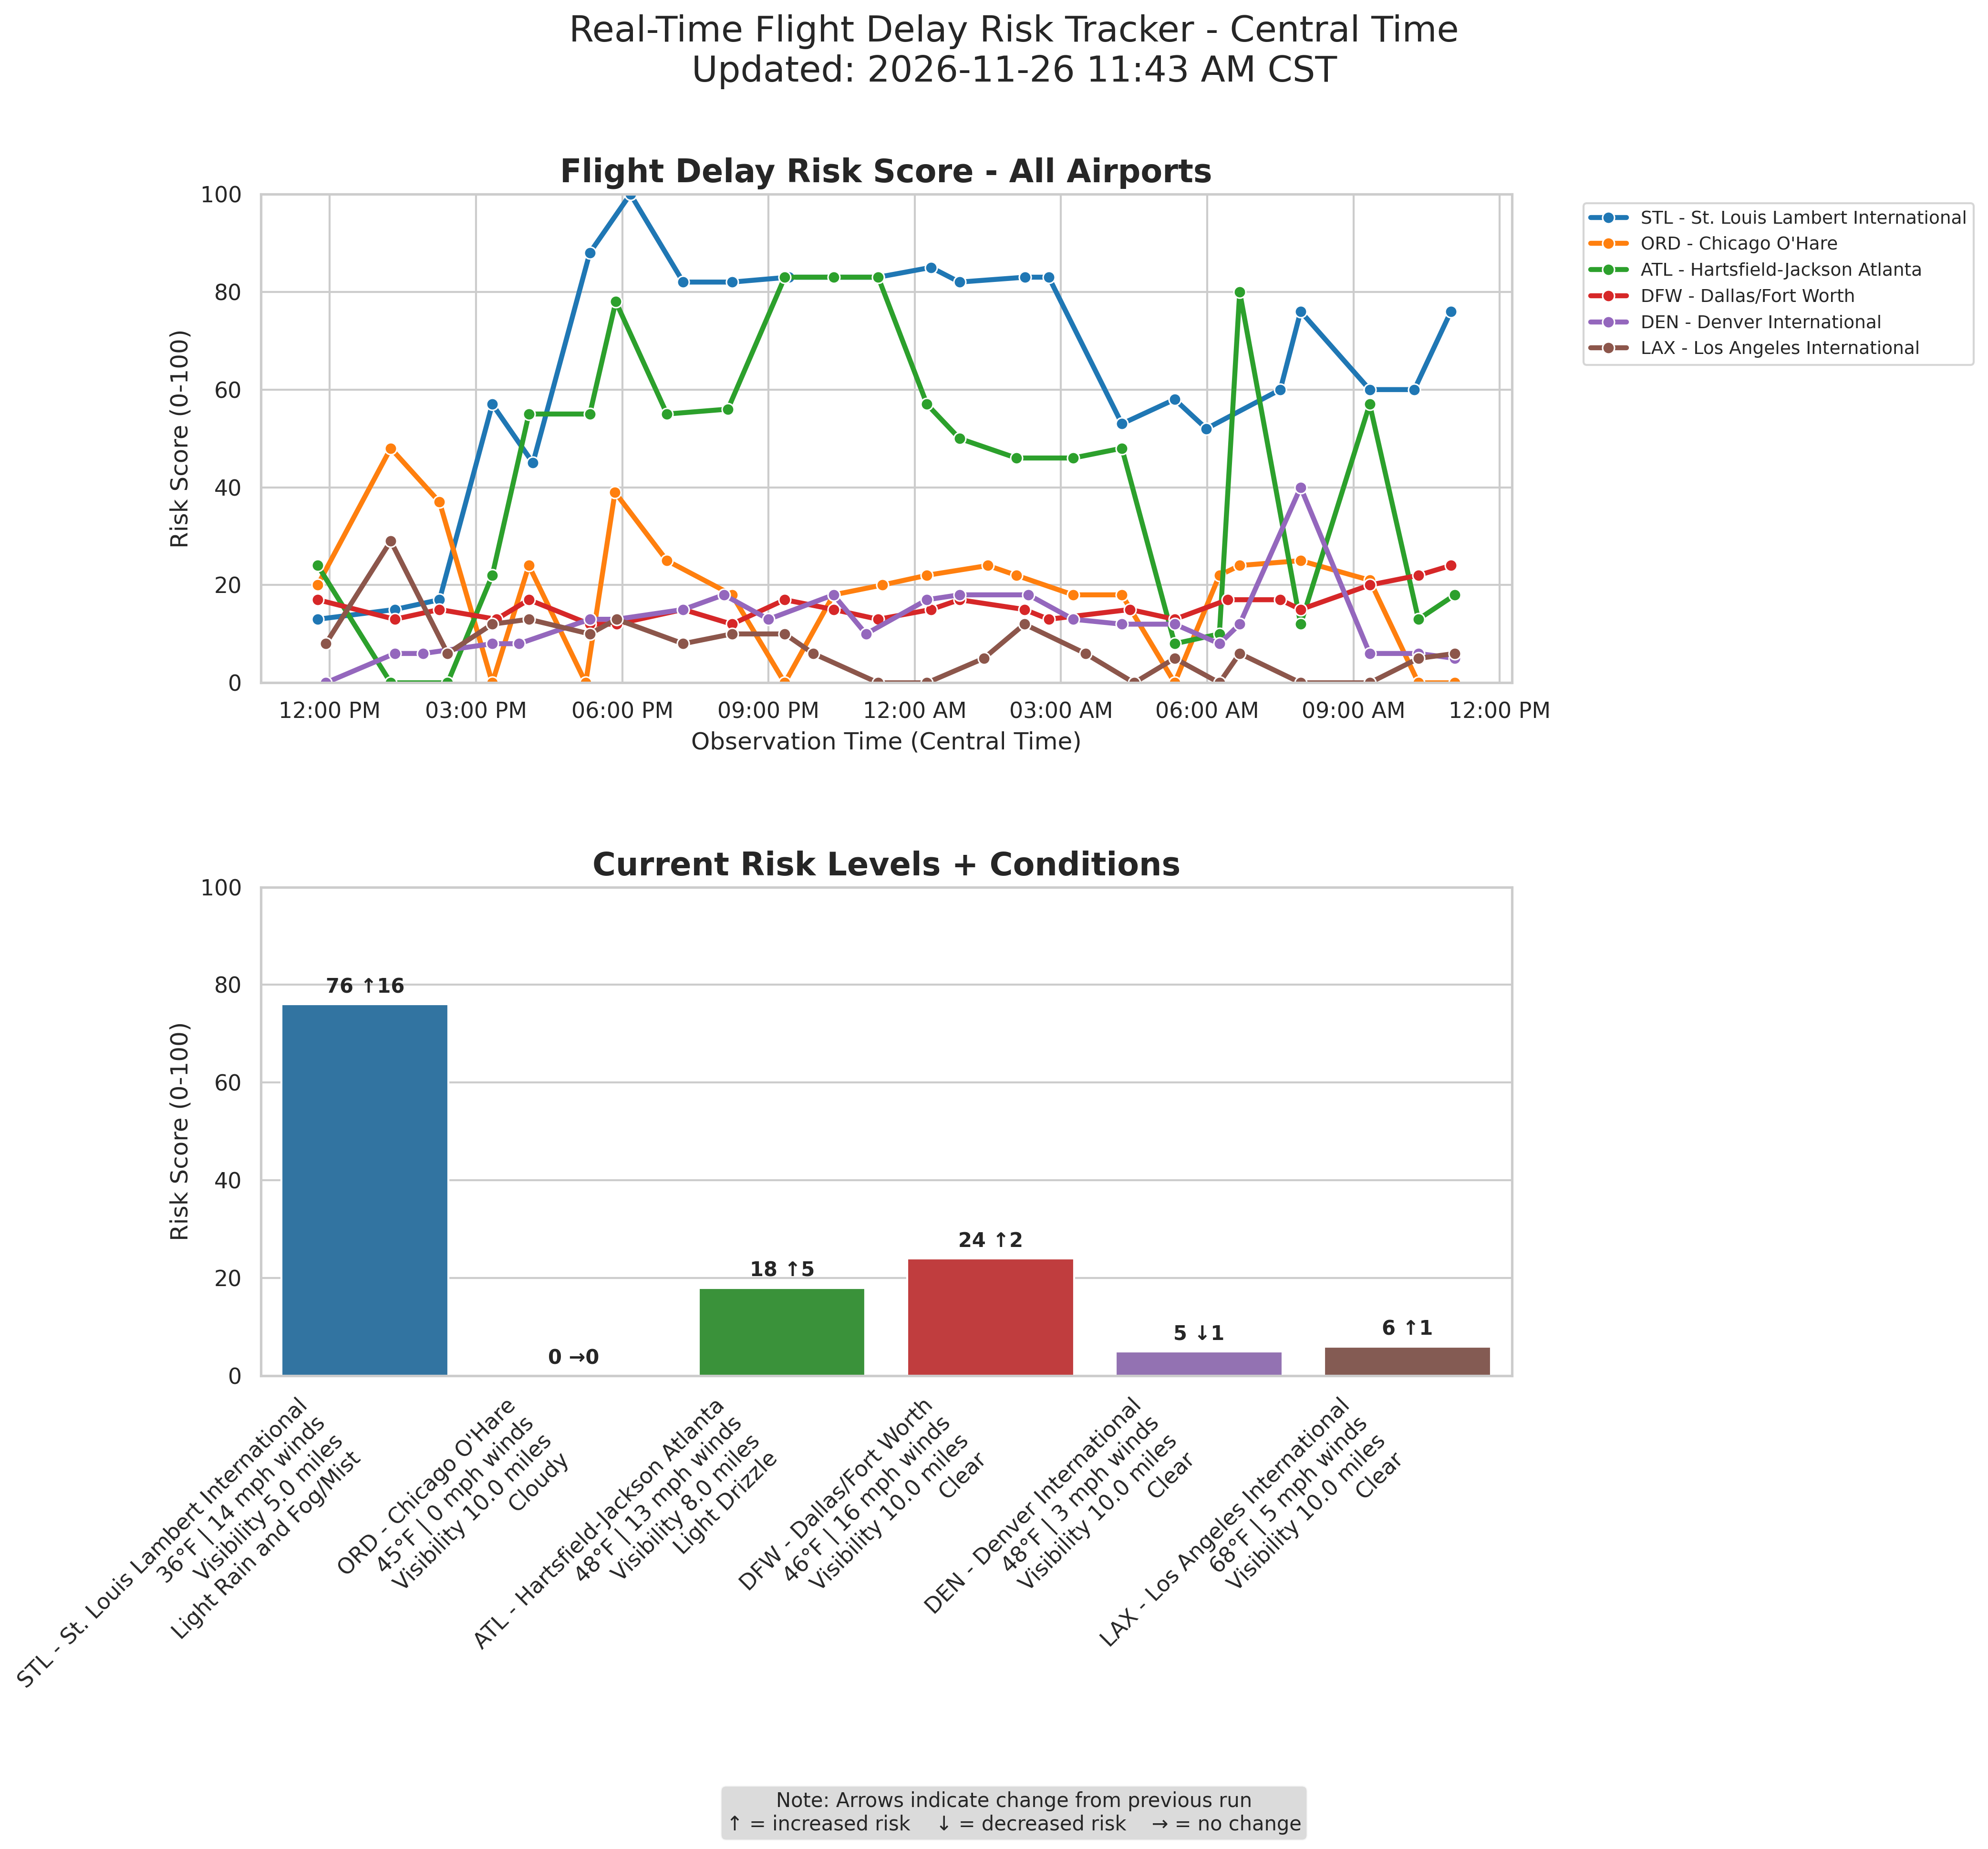 Real-Time Flight Delay Risk Tracker - Central Time
Updated: 2026-11-26 11:43 AM CST
Flight Delay Risk Score - All Airports
100
80
60
40
20
0
Risk Score (0-100)
12:00 PM
03:00 PM
06:00 PM
09:00 PM
12:00 AM
03:00 AM
06:00 AM
09:00 AM
12:00 PM
Observation Time (Central Time)
STL - St. Louis Lambert International
ORD - Chicago O'Hare
ATL - Hartsfield-Jackson Atlanta
DFW - Dallas/Fort Worth
DEN - Denver International
LAX - Los Angeles International
Current Risk Levels + Conditions
100
80
60
40
20
0
Risk Score (0-100)
76 ↑16
0 →0
18 ↑5
24 ↑2
5 ↓1
6 ↑1
STL - St. Louis Lambert International
36°F | 14 mph winds
Visibility 5.0 miles
Light Rain and Fog/Mist
ORD - Chicago O'Hare
45°F | 0 mph winds
Visibility 10.0 miles
Cloudy
ATL - Hartsfield-Jackson Atlanta
48°F | 13 mph winds
Visibility 8.0 miles
Light Drizzle
DFW - Dallas/Fort Worth
46°F | 16 mph winds
Visibility 10.0 miles
Clear
DEN - Denver International
48°F | 3 mph winds
Visibility 10.0 miles
Clear
LAX - Los Angeles International
68°F | 5 mph winds
Visibility 10.0 miles
Clear
Note: Arrows indicate change from previous run
↑ = increased risk ↓ = decreased risk → = no change